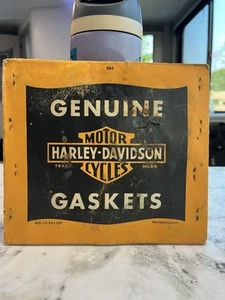 GENUINE
MOTOR
HARLEY-DAVIDSON
CYCLES
TRADE MARK
GASKETS